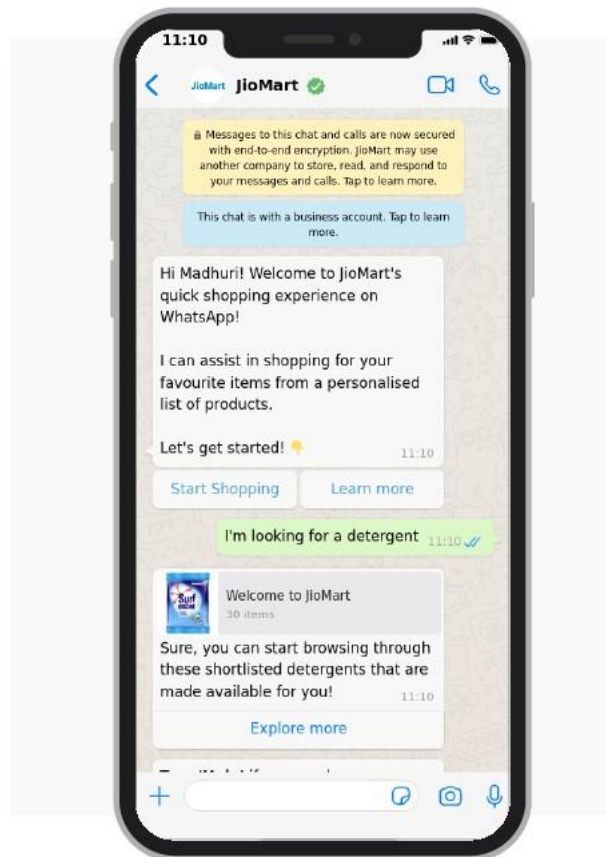 11:10
JioMart JioMart
Messages to this chat and calls are now secured
with end-to-end encryption. JioMart may use
another company to store, read, and respond to
your messages and calls. Tap to learn more.
This chat is with a business account. Tap to learn
more.
Hi Madhuri! Welcome to JioMart's
quick shopping experience on
WhatsApp!
I can assist in shopping for your
favourite items from a personalised
list of products.
Let's get started!
11:10
Start Shopping Learn more
I'm looking for a detergent 11:10
Surf
Welcome to JioMart
30 items
Sure, you can start browsing through
these shortlisted detergents that are
made available for you!
11:10
Explore more